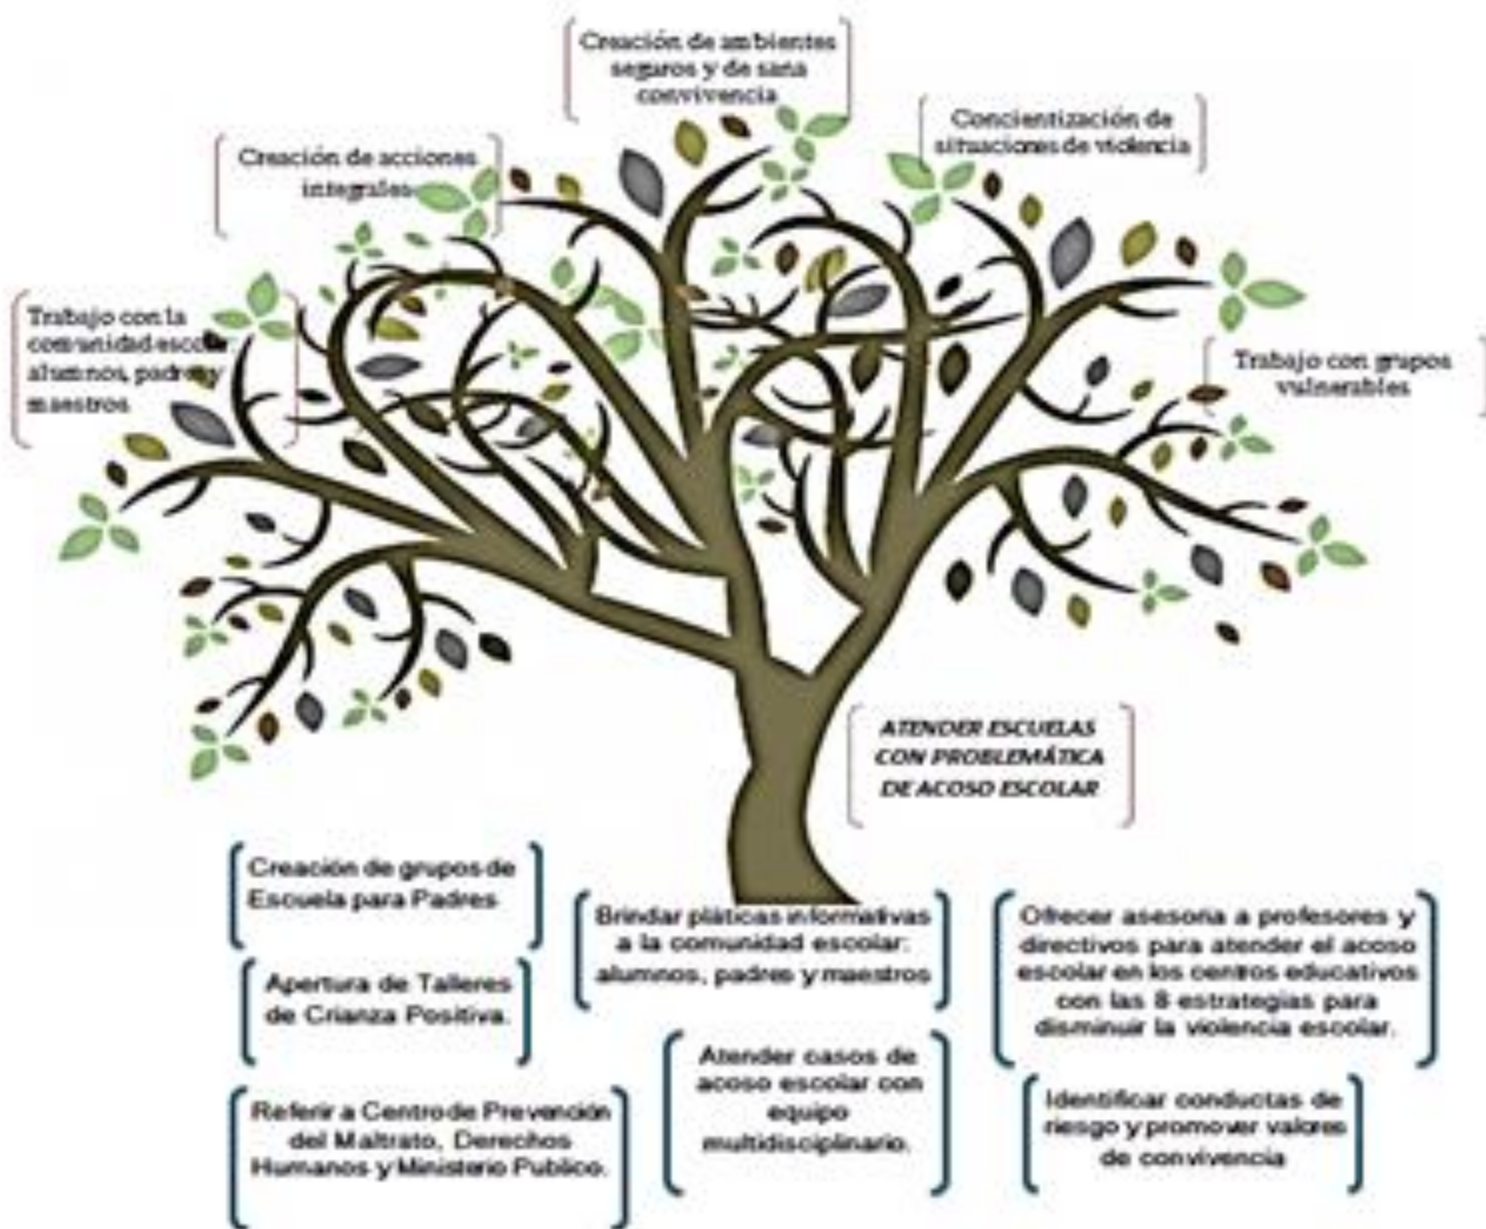 Creación de ambientes
seguros y de sana
convivencia
Concientización de
situaciones de violencia
Creación de acciones
integrales
Trabajo con la
comunidad escolar:
alumnos, padres y
maestros
Trabajo con grupos
vulnerables
ATENDER ESCUELAS
CON PROBLEMÁTICA
DE ACOSO ESCOLAR
Creación de grupos de
Escuela para Padres
Apertura de Talleres
de Crianza Positiva.
Referir a Centro de Prevención
del Maltrato, Derechos
Humanos y Ministerio Publico.
Brindar pláticas informativas
a la comunidad escolar:
alumnos, padres y maestros
Atender casos de
acoso escolar con
equipo
multidisciplinario.
Ofrecer asesoria a profesores y
directivos para atender el acoso
escolar en los centros educativos
con las 8 estrategias para
disminuir la violencia escolar.
Identificar conductas de
riesgo y promover valores
de convivencia